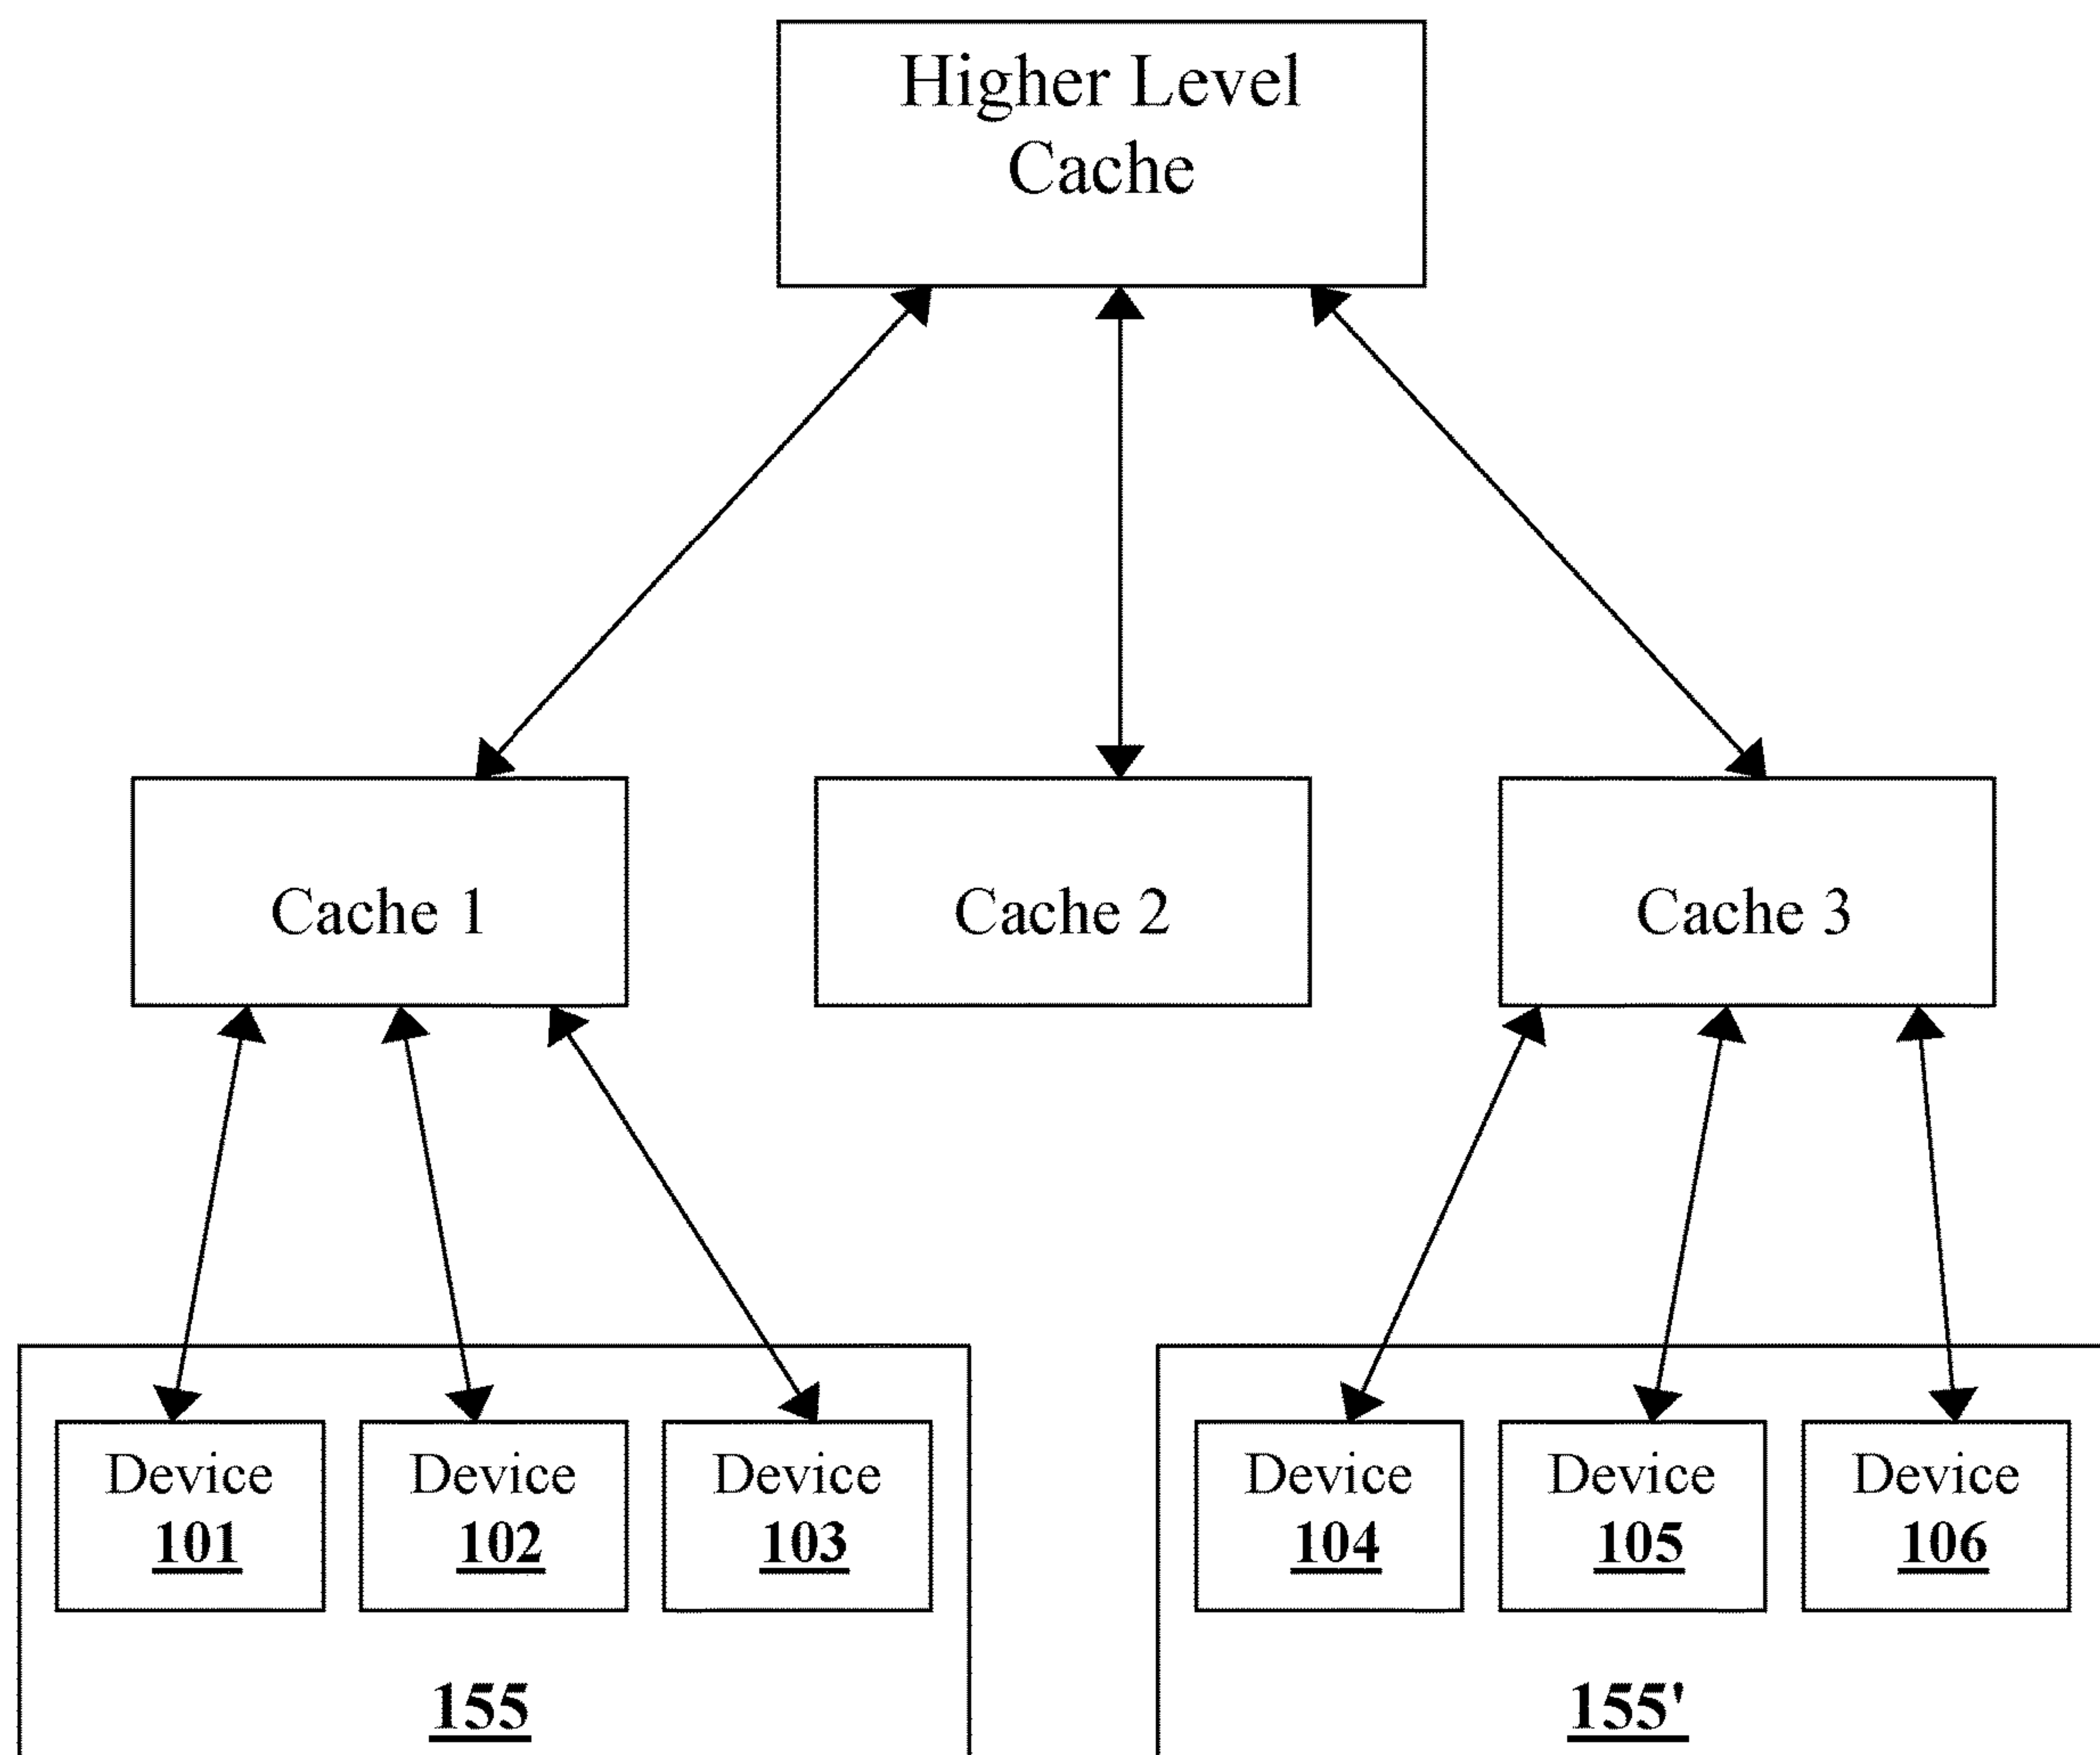 Higher Level
Cache
Cache 1
Cache 2
Cache 3
Device
101
Device
102
Device
103
Device
104
Device
105
Device
106
155
155'